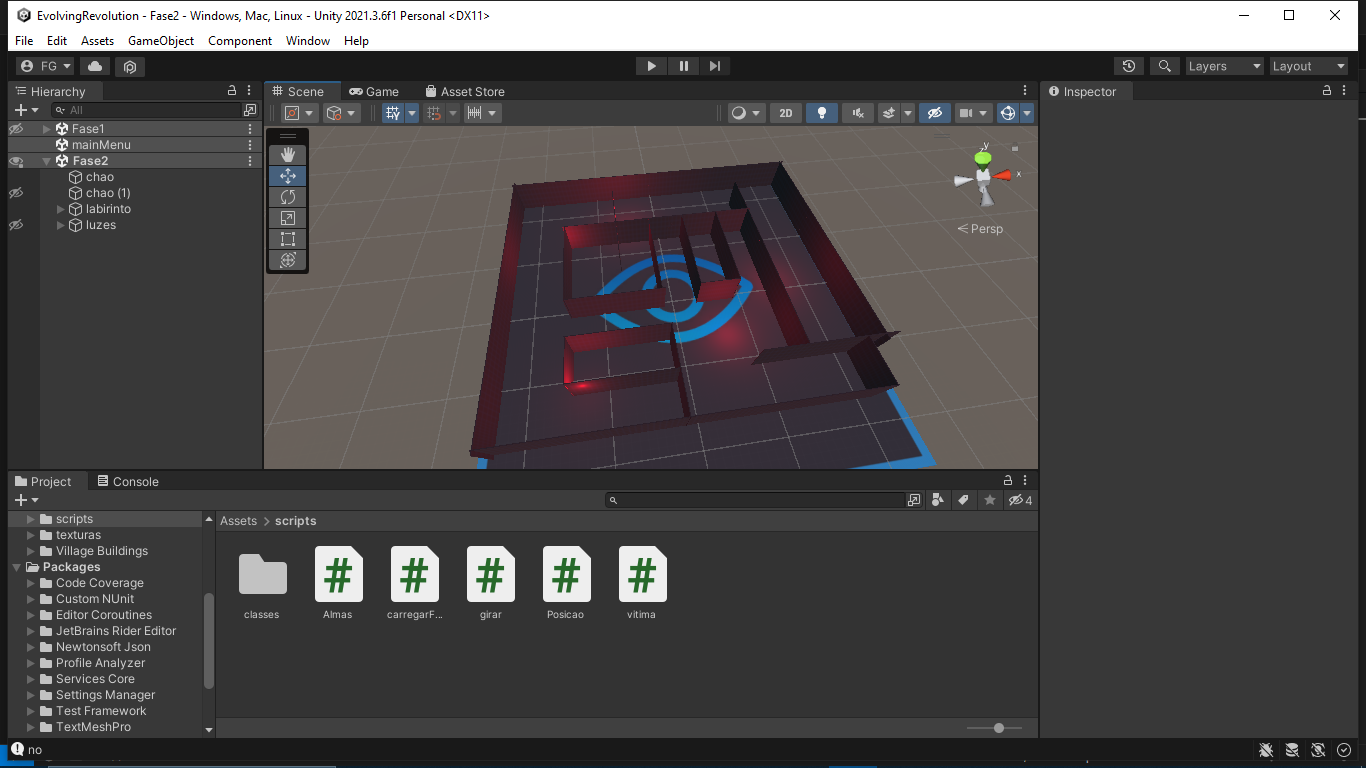 EvolvingRevolution - Fase2 - Windows, Mac, Linux - Unity 2021.3.6f1 Personal <DX11>
File Edit Assets GameObject Component Window Help
FG Layers Layout
Hierarchy
All
Fase1
mainMenu
Fase2
chao
chao (1)
labirinto
luzes
Scene Game Asset Store
2D
y
x
Persp
Inspector
Project Console
4
scripts
texturas
Village Buildings
Packages
Code Coverage
Custom NUnit
Editor Coroutines
JetBrains Rider Editor
Newtonsoft Json
Profile Analyzer
Services Core
Settings Manager
Test Framework
TextMeshPro
Assets > scripts
classes
Almas
carregarF...
girar
Posicao
vitima
no